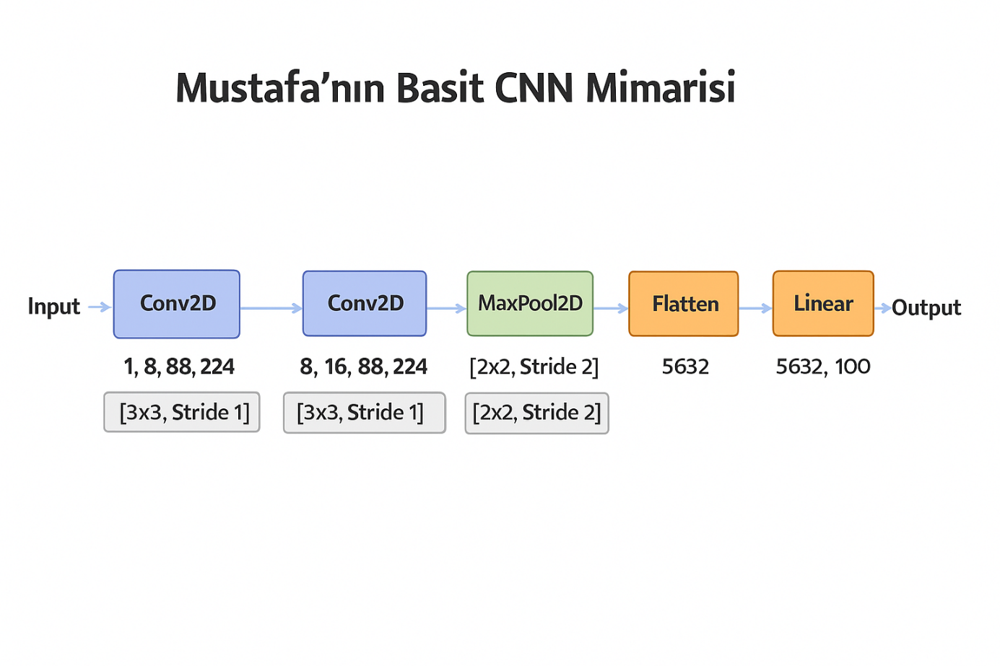 Mustafa’nın Basit CNN Mimarisi
Input
Conv2D
Conv2D
MaxPool2D
Flatten
Linear
Output
1, 8, 88, 224
8, 16, 88, 224
[2x2, Stride 2]
5632
5632, 100
[3x3, Stride 1]
[3x3, Stride 1]
[2x2, Stride 2]